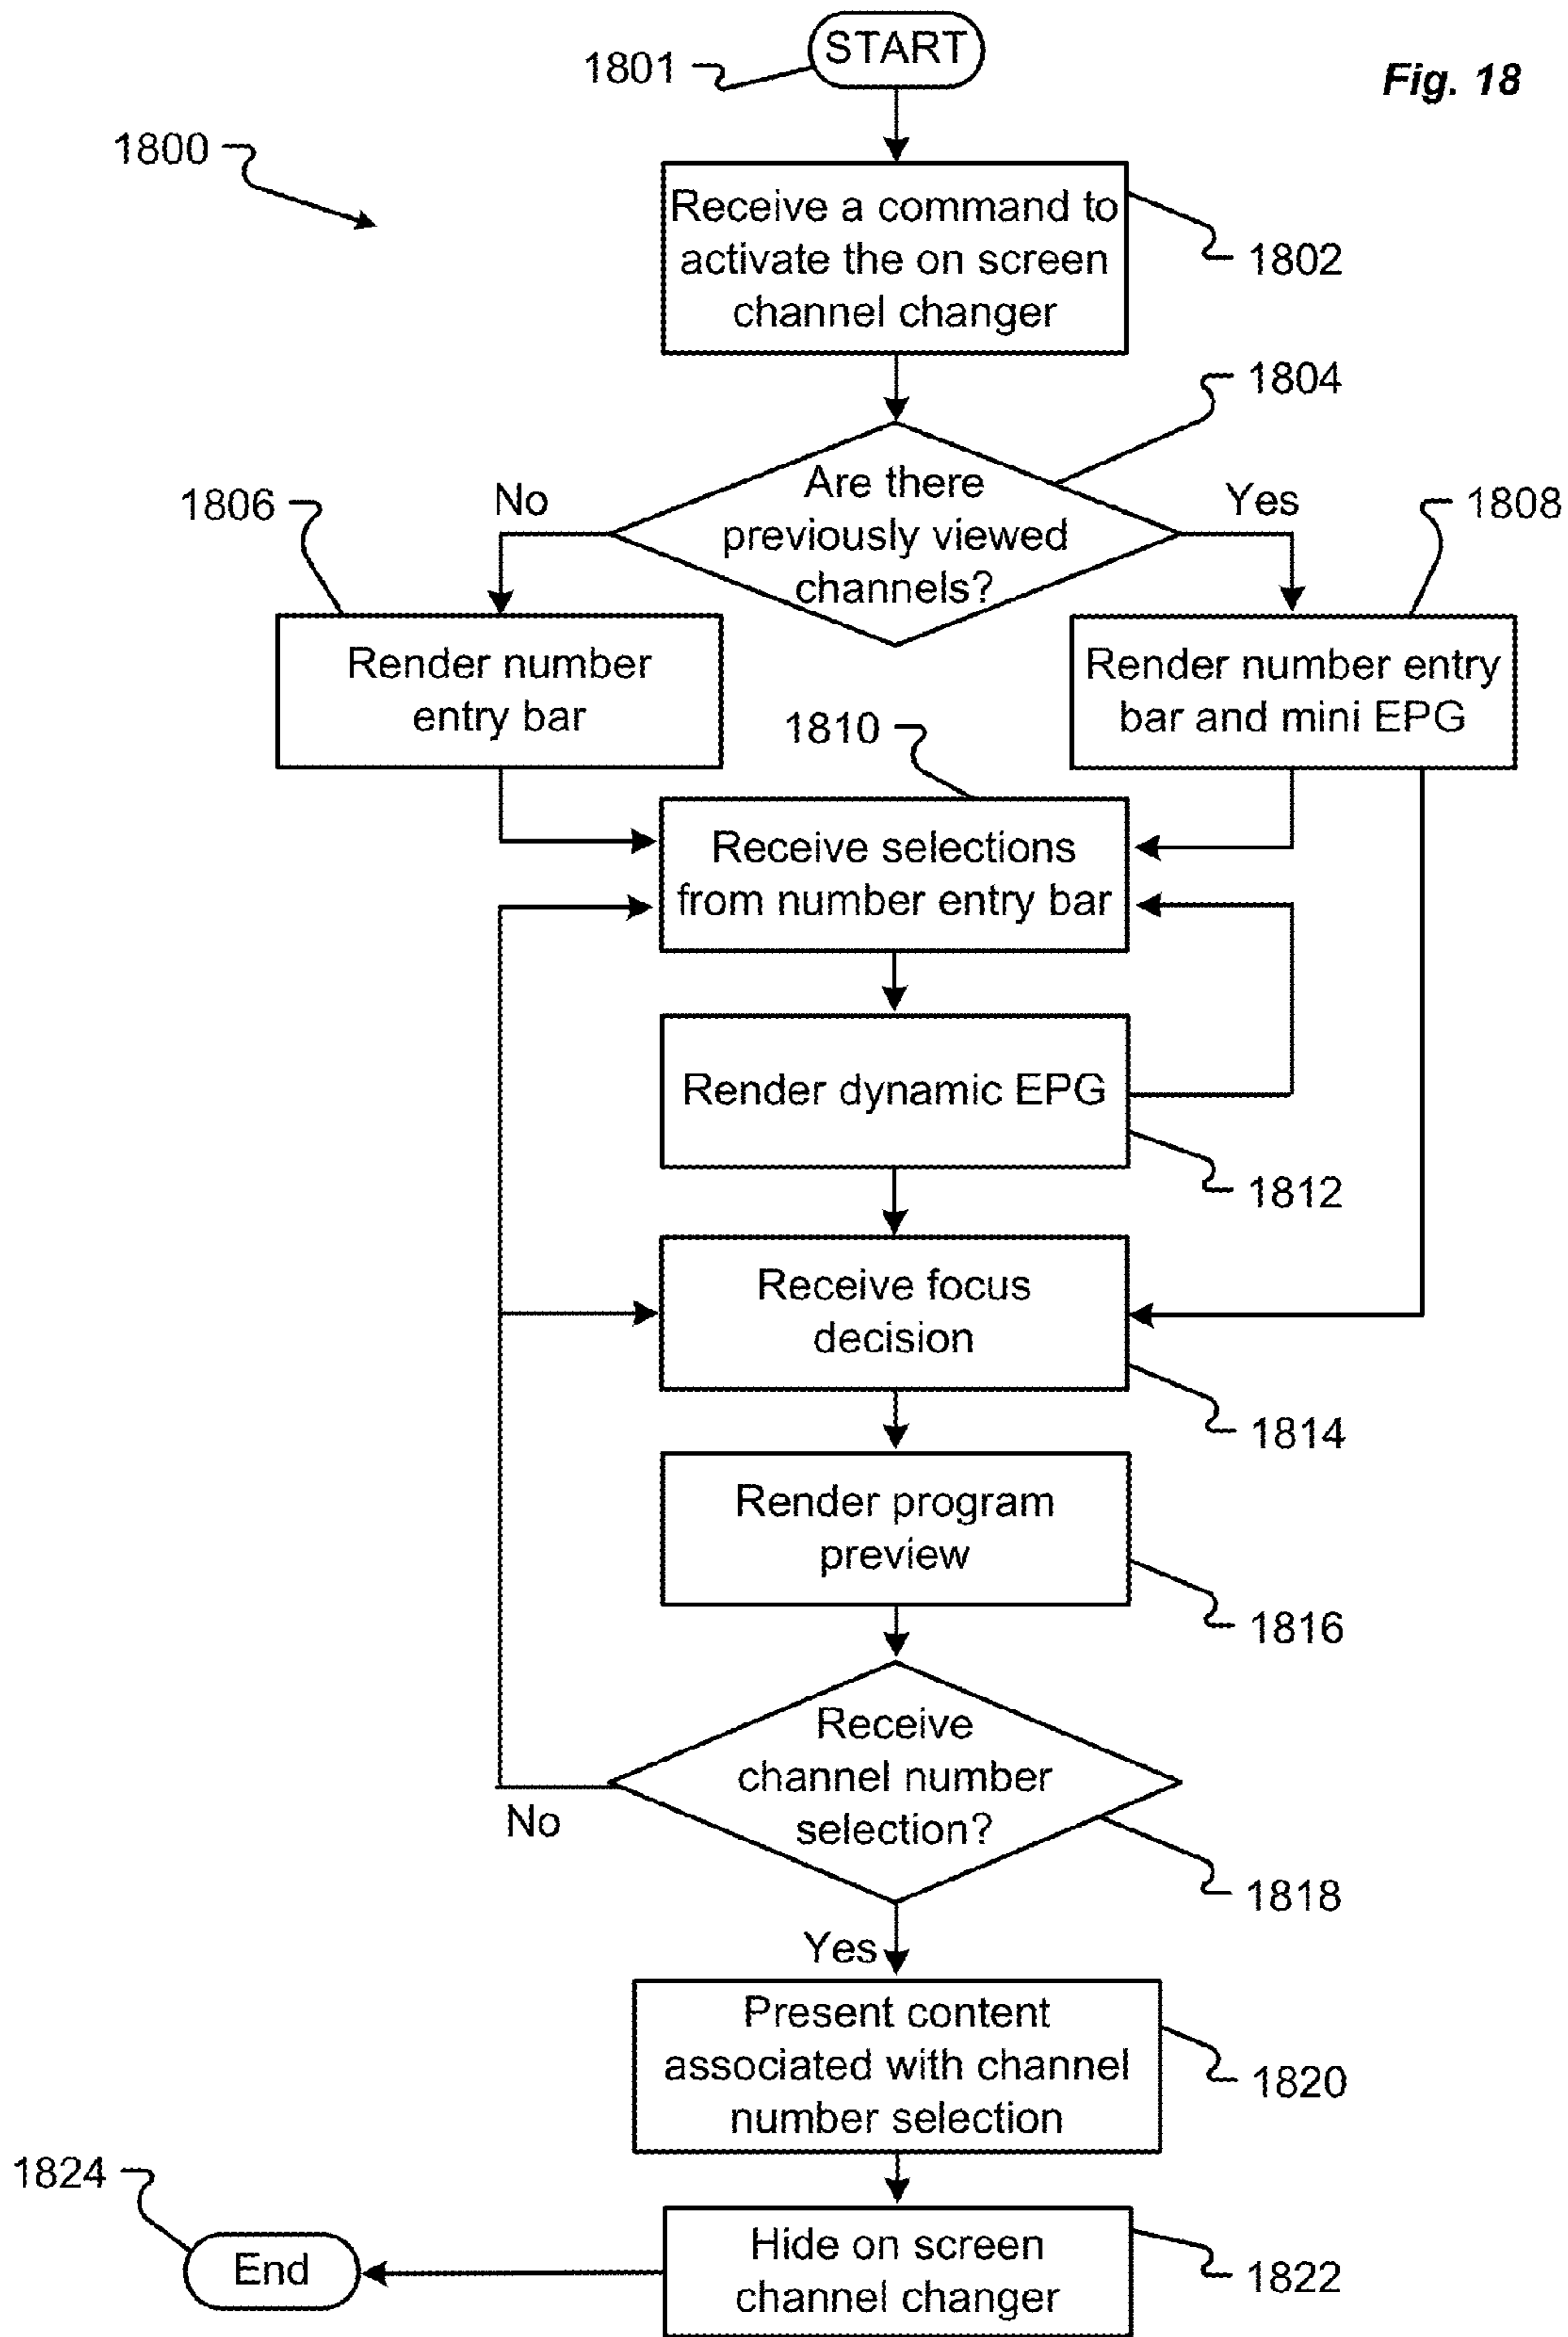 START
1801
Fig. 18
1800
Receive a command to
activate the on screen
channel changer
1802
1804
Are there
previously viewed
channels?
No
Yes
1806
1808
Render number
entry bar
Render number entry
bar and mini EPG
1810
Receive selections
from number entry bar
Render dynamic EPG
1812
Receive focus
decision
1814
Render program
preview
1816
Receive
channel number
selection?
No
1818
Yes
Present content
associated with channel
number selection
1820
1824
End
Hide on screen
channel changer
1822